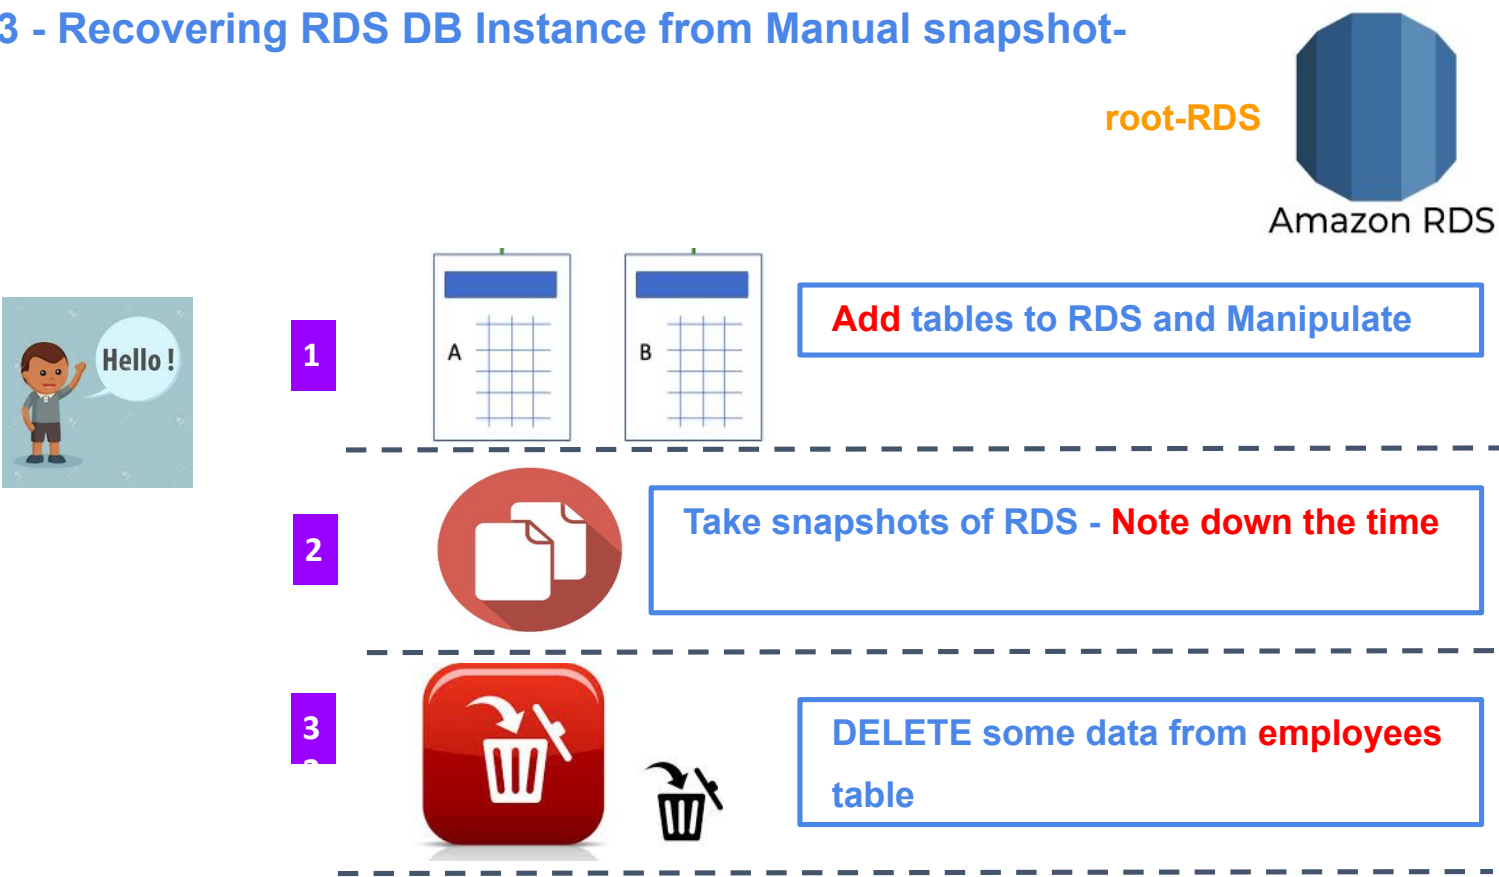 3 - Recovering RDS DB Instance from Manual snapshot-
root-RDS
Amazon RDS
Hello !
1
A
B
Add tables to RDS and Manipulate
2
Take snapshots of RDS - Note down the time
3
DELETE some data from employees
table